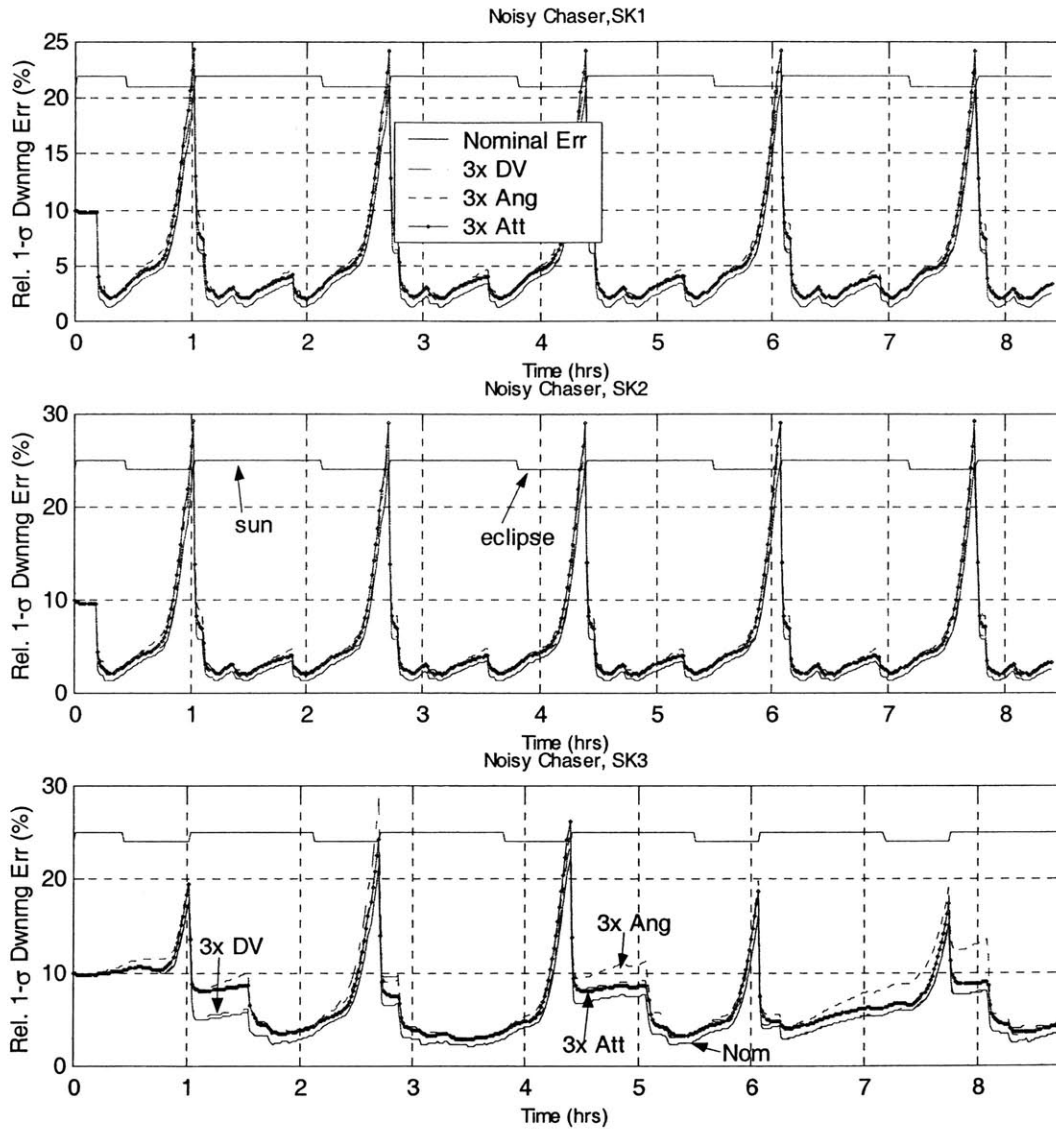 Noisy Chaser,SK1
Rel. 1-σ Dwnrng Err (%)
25
20
15
10
5
0
Nominal Err
3x DV
3x Ang
3x Att
0 1 2 3 4 5 6 7 8
Time (hrs)
Noisy Chaser, SK2
Rel. 1-σ Dwnrng Err (%)
30
20
10
0
sun
eclipse
0 1 2 3 4 5 6 7 8
Time (hrs)
Noisy Chaser, SK3
Rel. 1-σ Dwnrng Err (%)
30
20
10
0
3x DV
3x Ang
3x Att
Nom
0 1 2 3 4 5 6 7 8
Time (hrs)